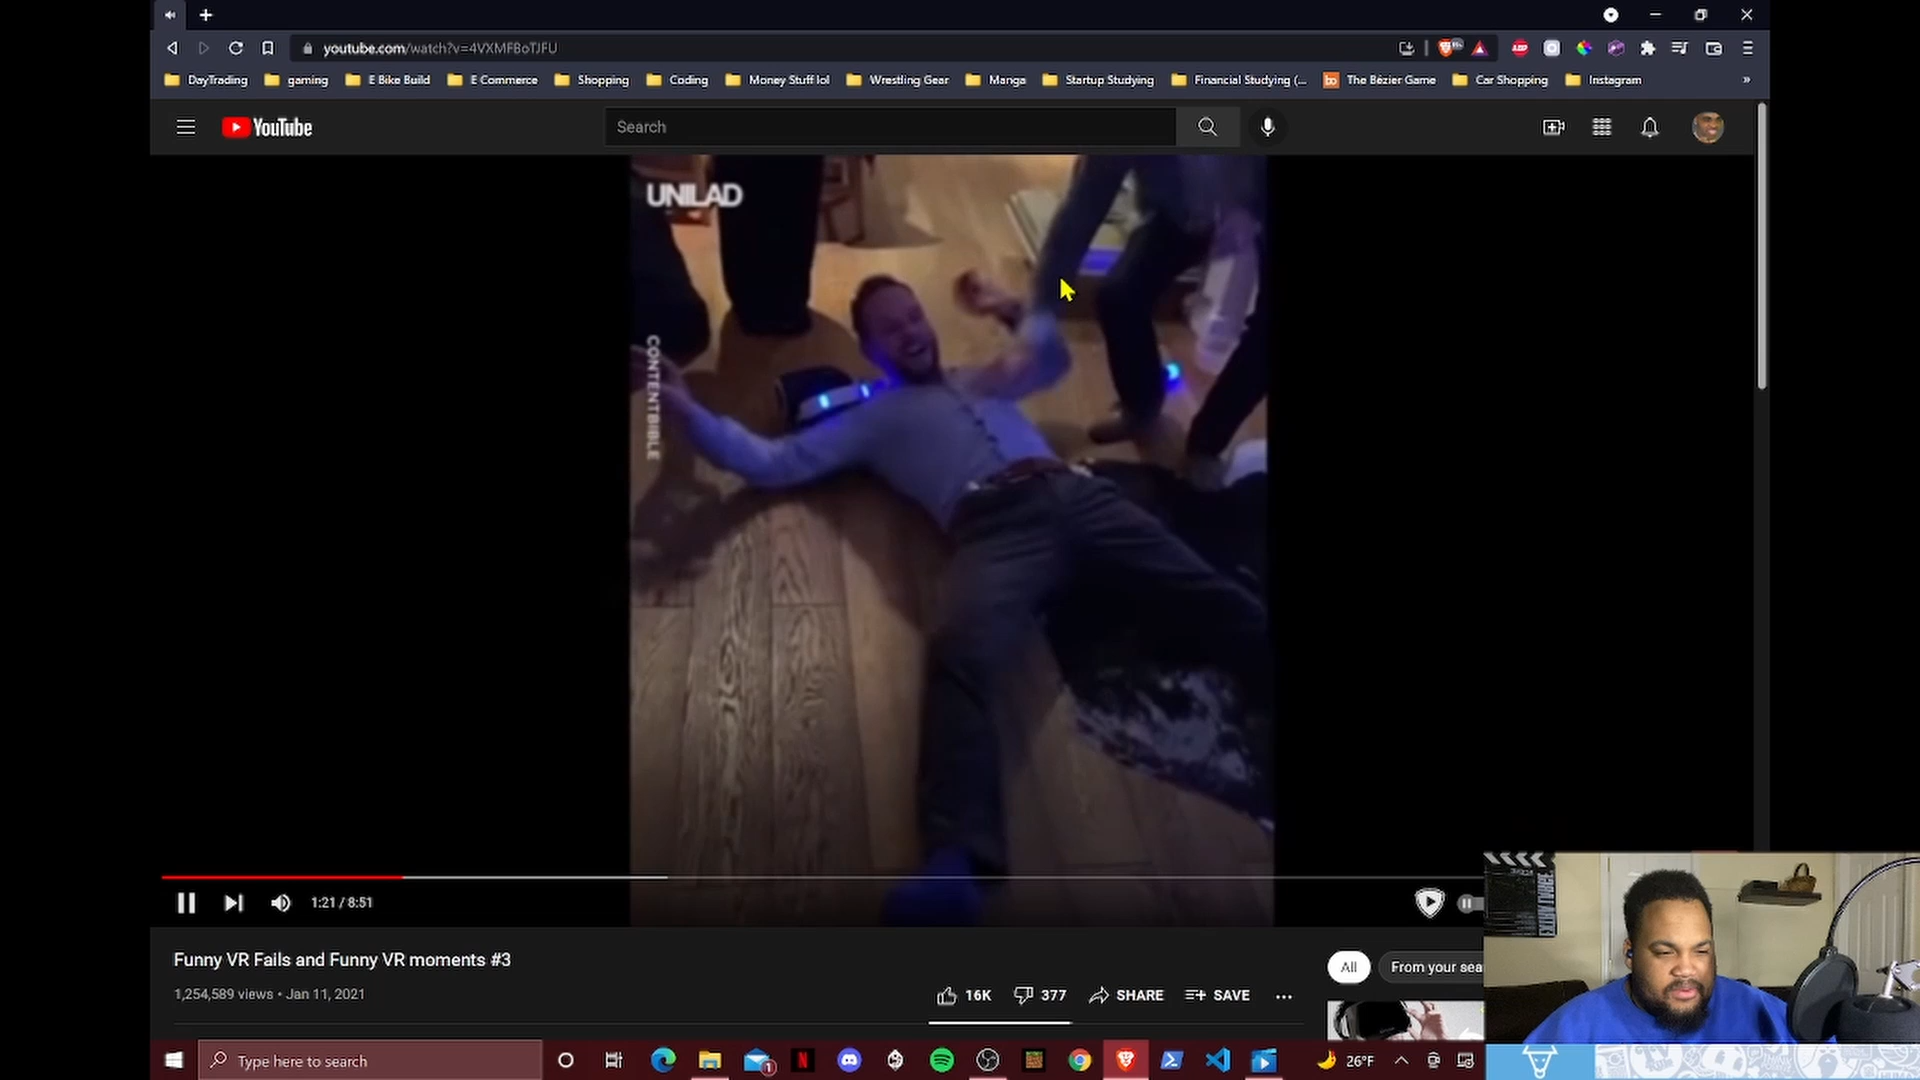 youtube.com/watch?v=4VXMFBoTJFU
DayTrading gaming E Bike Build E Commerce Shopping Coding Money Stuff lol Wrestling Gear Manga Startup Studying Financial Studying (... The Bézier Game Car Shopping Instagram »
YouTube
Search
UNILAD
CONTENTBIBLE
1:21 / 8:51
Funny VR Fails and Funny VR moments #3
1,254,589 views • Jan 11, 2021
16K 377 SHARE SAVE ...
All From your sea
Type here to search
26°F